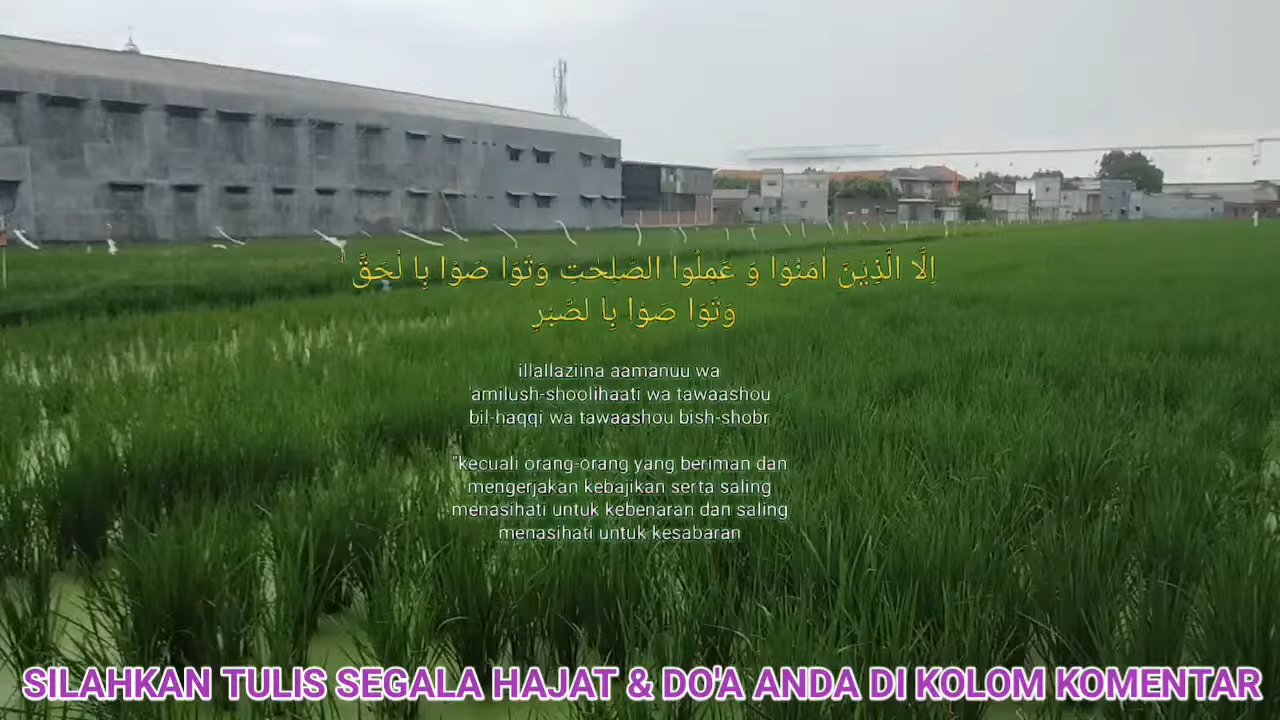 اِلَّا الَّذِيْنَ اٰمَنُوْا وَ عَمِلُوا الصّٰلِحٰتِ وَتَوَا صَوْا بِا لْحَقِّ ۙ
وَتَوَا صَوْا بِا لصَّبْرِ
illallaziina aamanuu wa
'amilush-shoolihaati wa tawaashou
bil-haqqi wa tawaashou bish-shobr
"kecuali orang-orang yang beriman dan
mengerjakan kebajikan serta saling
menasihati untuk kebenaran dan saling
menasihati untuk kesabaran
SILAHKAN TULIS SEGALA HAJAT & DO'A ANDA DI KOLOM KOMENTAR